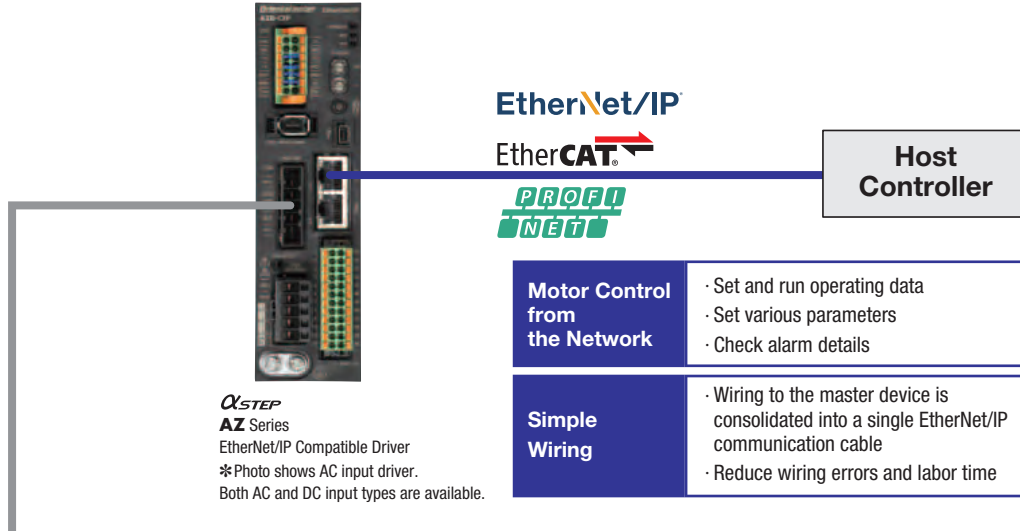 EtherNet/IP
EtherCAT®
PROFI
NET
Host
Controller
Motor Control
from
the Network
· Set and run operating data
· Set various parameters
· Check alarm details
Simple
Wiring
· Wiring to the master device is
consolidated into a single EtherNet/IP
communication cable
· Reduce wiring errors and labor time
αSTEP
AZ Series
EtherNet/IP Compatible Driver
✻Photo shows AC input driver.
Both AC and DC input types are available.